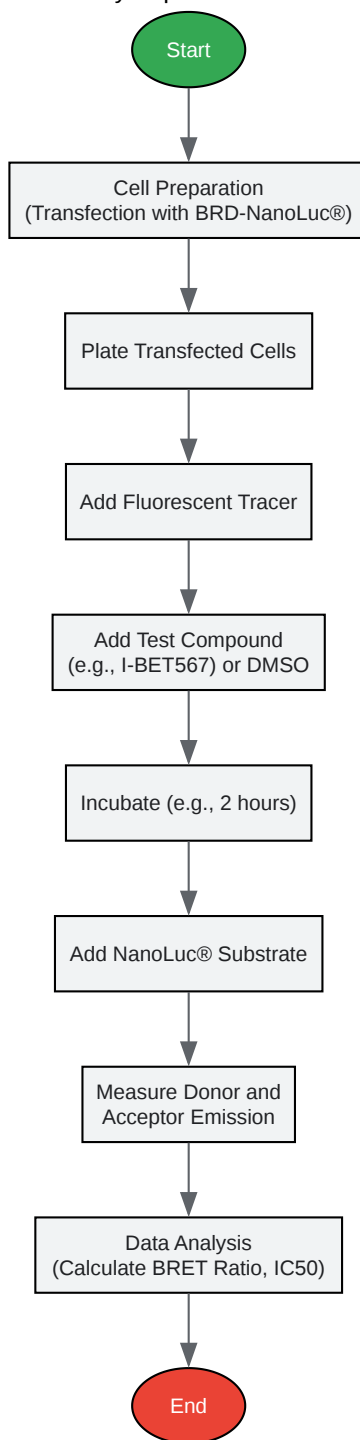 Start
Cell Preparation
(Transfection with BRD-NanoLuc®)
Plate Transfected Cells
Add Fluorescent Tracer
Add Test Compound
(e.g., I-BET567) or DMSO
Incubate (e.g., 2 hours)
Add NanoLuc® Substrate
Measure Donor and
Acceptor Emission
Data Analysis
(Calculate BRET Ratio, IC50)
End